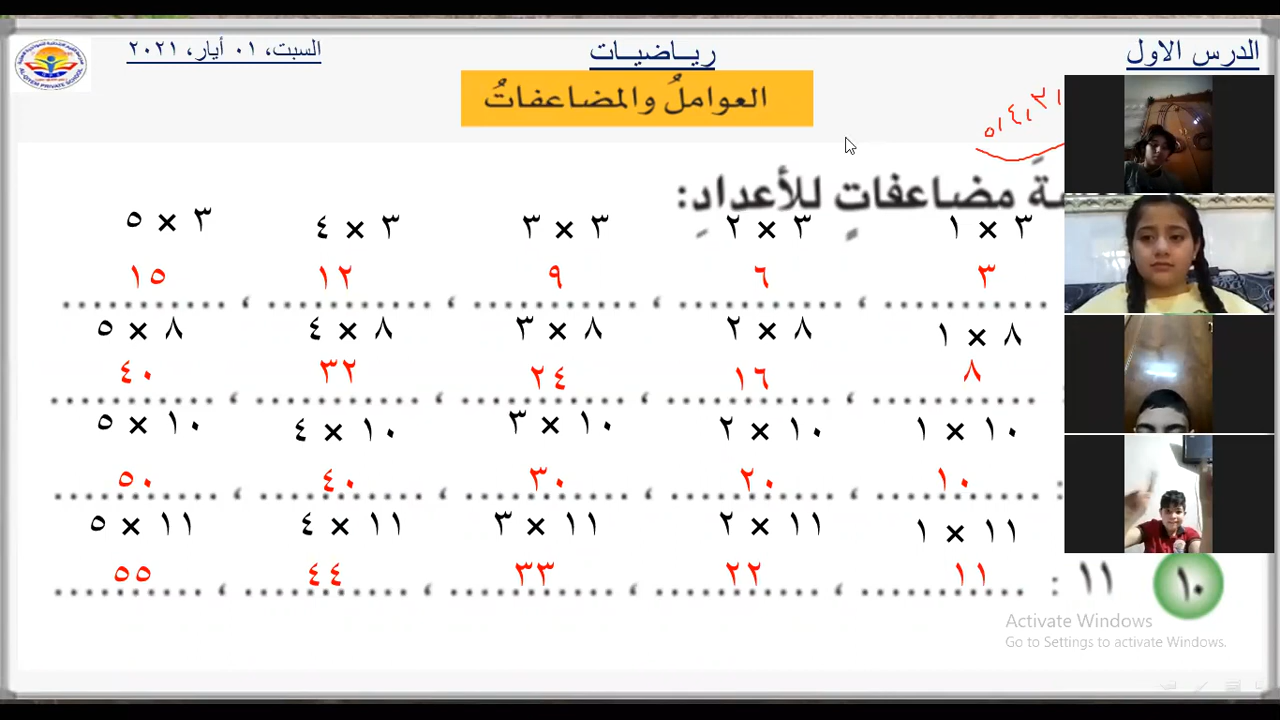 الدرس الاول رياضيات السبت، ٠١ أيار، ٢٠٢١
AL QIYEM PRIVATE SCHOOL
العواملُ والمضاعفاتُ
مضاعفاتٍ للأعدادِ:
٣ × ١ ٣ × ٢ ٣ × ٣ ٣ × ٤ ٣ × ٥
٣ ، ٦ ، ٩ ، ١٢ ، ١٥
٨ × ١ ٨ × ٢ ٨ × ٣ ٨ × ٤ ٨ × ٥
٨ ، ١٦ ، ٢٤ ، ٣٢ ، ٤٠
١٠ × ١ ١٠ × ٢ ١٠ × ٣ ١٠ × ٤ ١٠ × ٥
: ١٠ ، ٢٠ ، ٣٠ ، ٤٠ ، ٥٠
١١ × ١ ١١ × ٢ ١١ × ٣ ١١ × ٤ ١١ × ٥
١٠ ١١ : ١١ ، ٢٢ ، ٣٣ ، ٤٤ ، ٥٥
Activate Windows
Go to Settings to activate Windows.